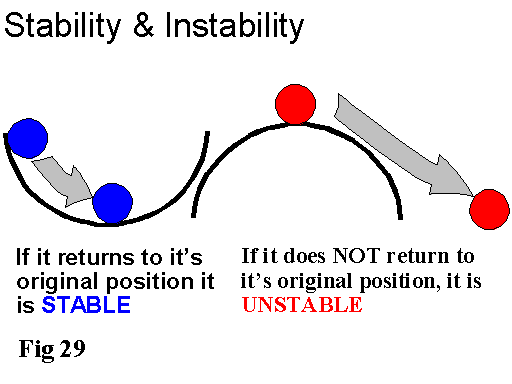 Stability & Instability
If it returns to it's
original position it
is STABLE
If it does NOT return to
it's original position, it is
UNSTABLE
Fig 29